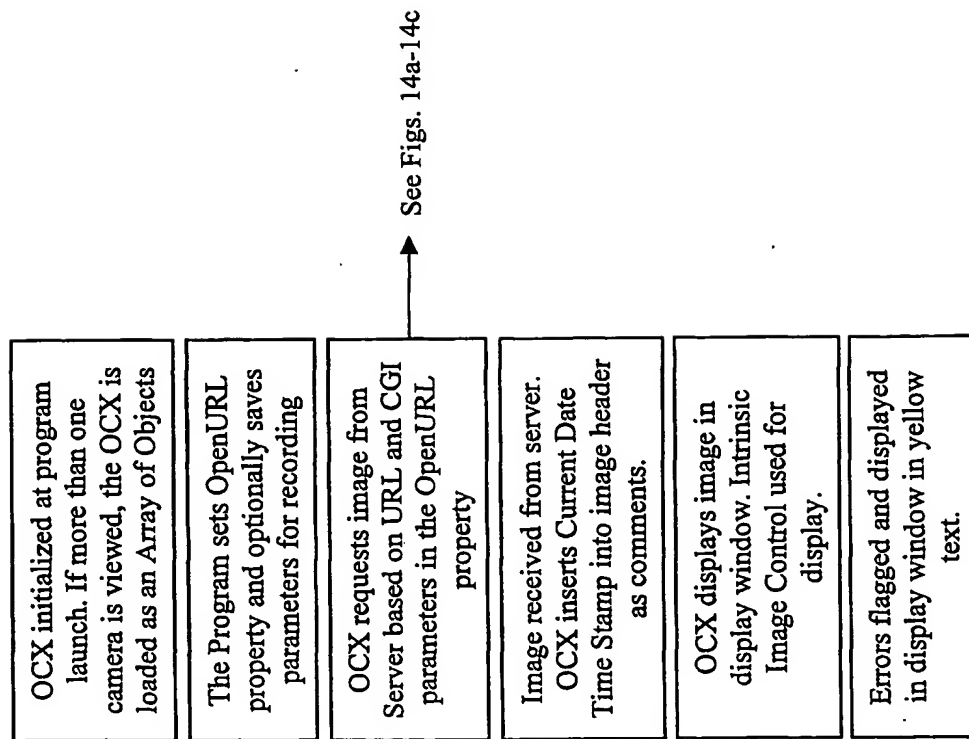 OCX initialized at program
launch. If more than one
camera is viewed, the OCX is
loaded as an Array of Objects
The Program sets OpenURL
property and optionally saves
parameters for recording
OCX requests image from
Server based on URL and CGI
parameters in the OpenURL
property
See Figs. 14a-14c
Image received from server.
OCX inserts Current Date
Time Stamp into image header
as comments.
OCX displays image in
display window. Intrinsic
Image Control used for
display.
Errors flagged and displayed
in display window in yellow
text.